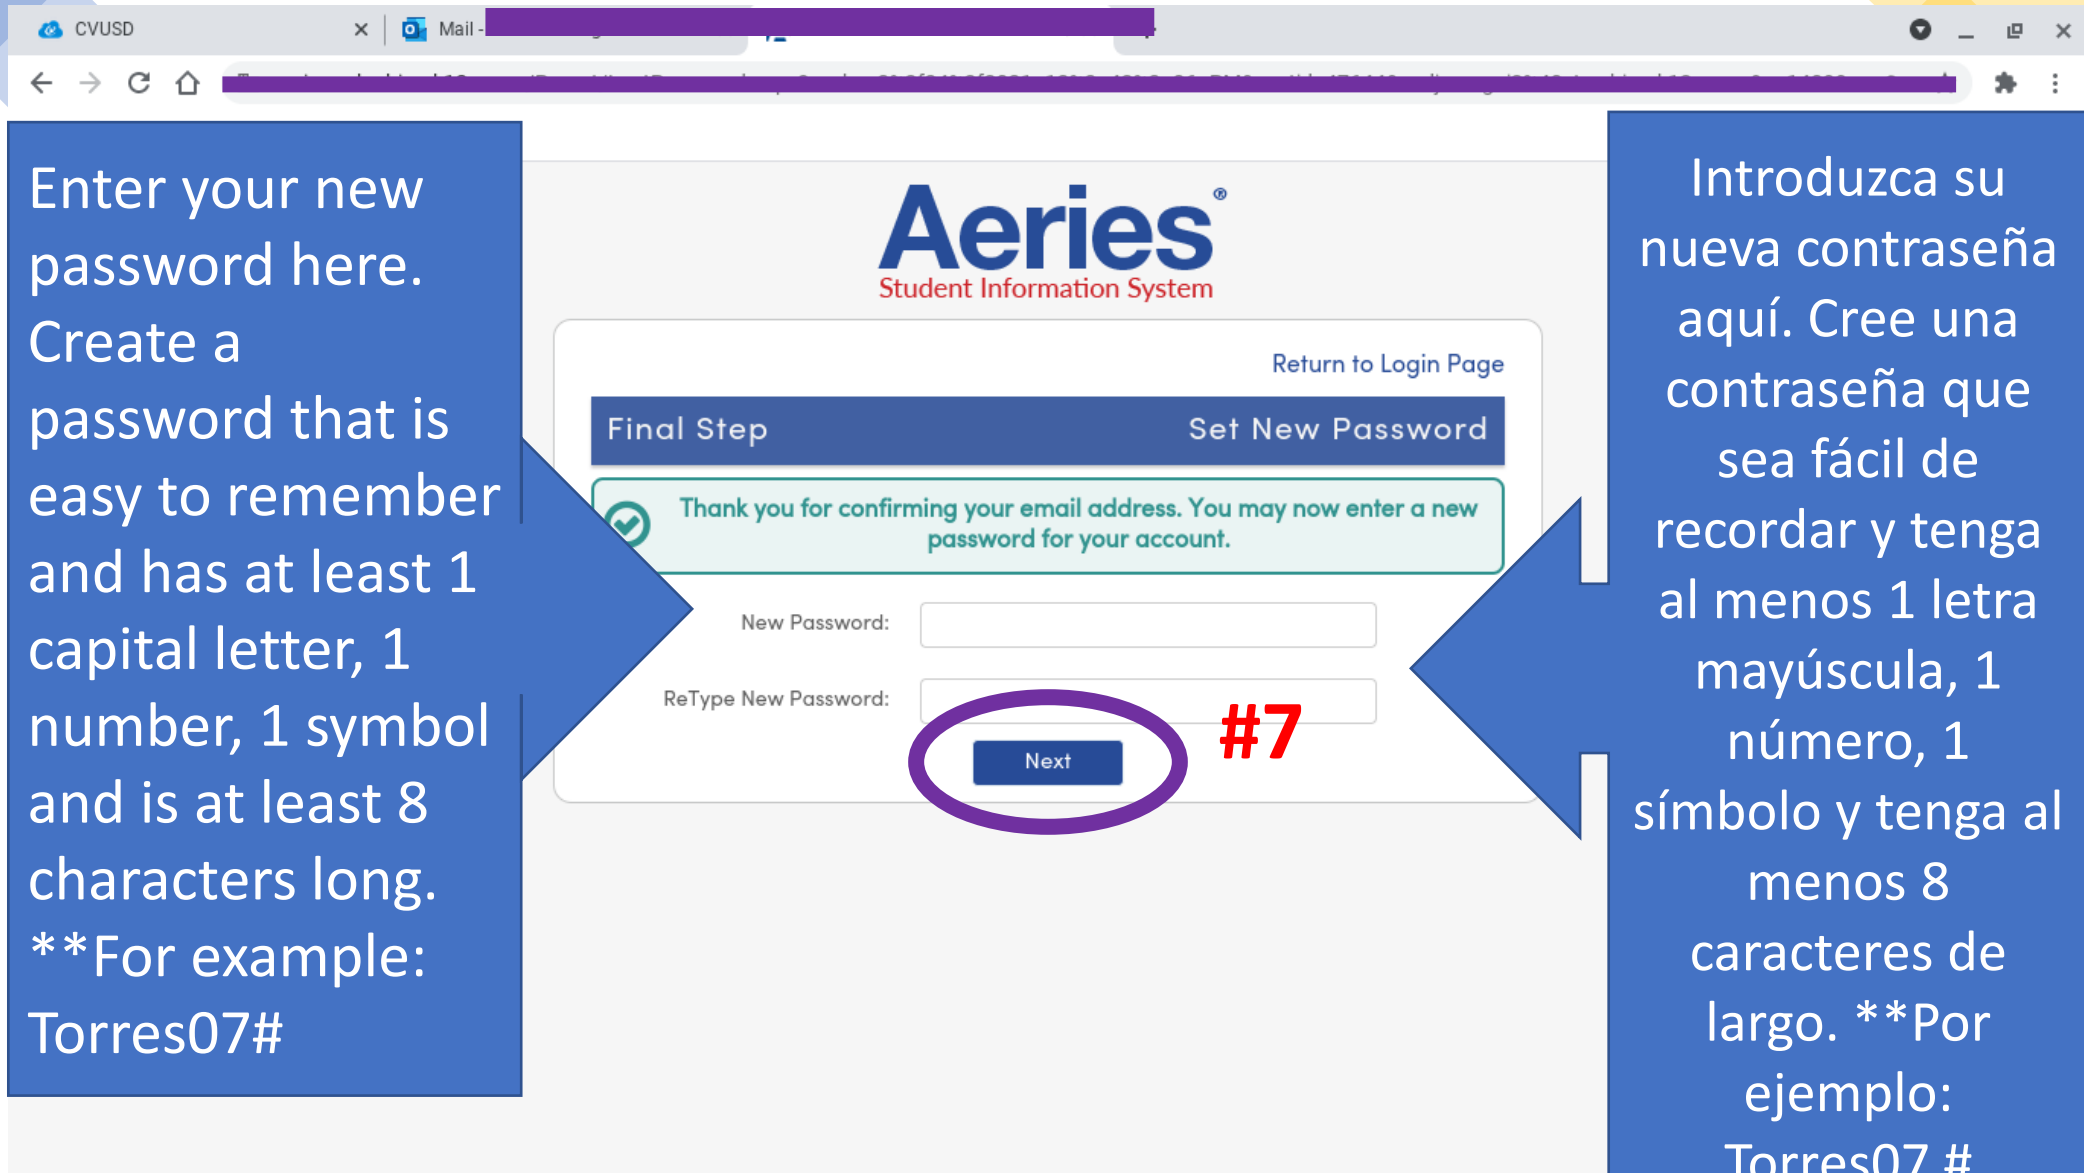 CVUSD
Mail -
Enter your new
password here.
Create a
password that is
easy to remember
and has at least 1
capital letter, 1
number, 1 symbol
and is at least 8
characters long.
**For example:
Torres07#
Aeries®
Student Information System
Return to Login Page
Final Step Set New Password
Thank you for confirming your email address. You may now enter a new
password for your account.
New Password:
ReType New Password:
#7
Next
Introduzca su
nueva contraseña
aquí. Cree una
contraseña que
sea fácil de
recordar y tenga
al menos 1 letra
mayúscula, 1
número, 1
símbolo y tenga al
menos 8
caracteres de
largo. **Por
ejemplo:
Torres07 #